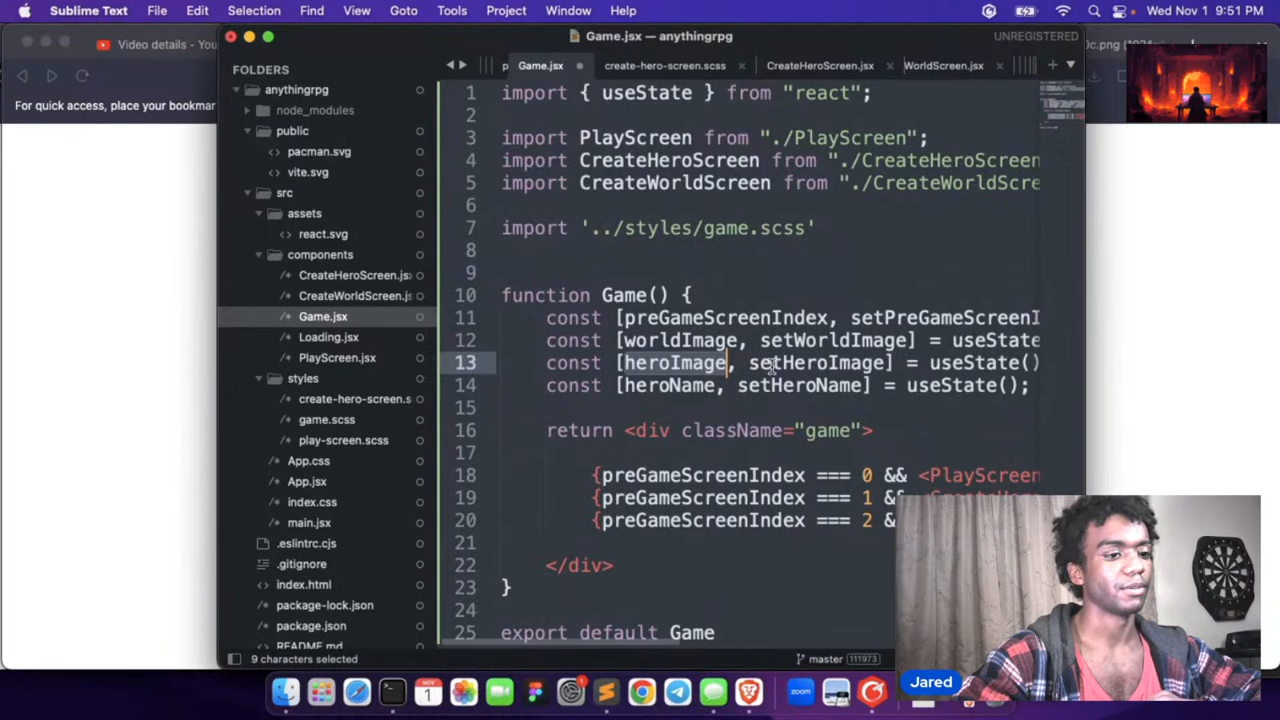 Sublime Text File Edit Selection Find View Goto Tools Project Window Help Wed Nov 1 9:51 PM
Video details - You
Game.jsx — anythingrpg
UNREGISTERED
0c.png
For quick access, place your bookmar
FOLDERS
anythingrpg
node_modules
public
pacman.svg
vite.svg
src
assets
react.svg
components
CreateHeroScreen.js
CreateWorldScreen.j
Game.jsx
Loading.jsx
PlayScreen.jsx
styles
create-hero-screen.s
game.scss
play-screen.scss
App.css
App.jsx
index.css
main.jsx
.eslintrc.cjs
.gitignore
index.html
package-lock.json
package.json
README.md
Game.jsx create-hero-screen.scss CreateHeroScreen.jsx WorldScreen.jsx
1 import { useState } from "react";
2
3 import PlayScreen from "./PlayScreen";
4 import CreateHeroScreen from "./CreateHeroScreen
5 import CreateWorldScreen from "./CreateWorldScre
6
7 import '../styles/game.scss'
8
9
10 function Game() {
11 const [preGameScreenIndex, setPreGameScreenI
12 const [worldImage, setWorldImage] = useState
13 const [heroImage, setHeroImage] = useState()
14 const [heroName, setHeroName] = useState();
15
16 return <div className="game">
17
18 {preGameScreenIndex === 0 && <PlayScreen
19 {preGameScreenIndex === 1 && <CreateHero
20 {preGameScreenIndex === 2 &
21
22 </div>
23 }
24
25 export default Game
9 characters selected
master 111973
Jared